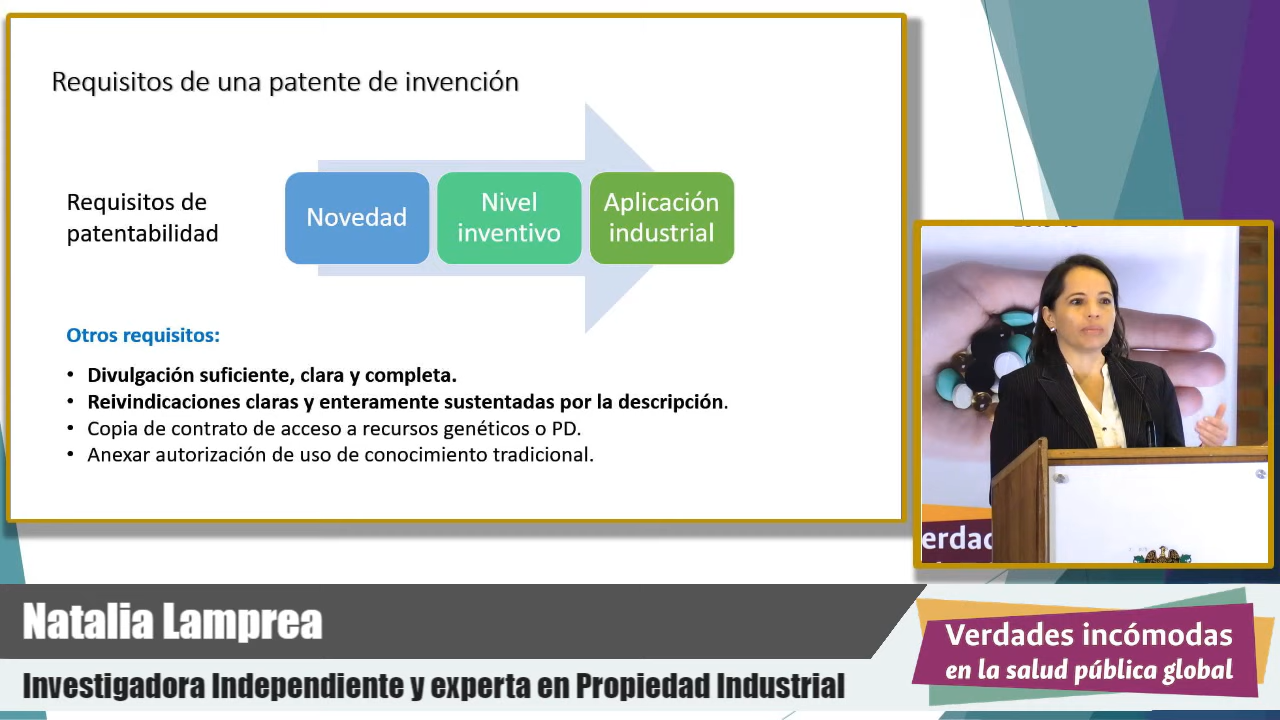 Requisitos de una patente de invención
Requisitos de
patentabilidad
Novedad
Nivel
inventivo
Aplicación
industrial
Otros requisitos:
• Divulgación suficiente, clara y completa.
• Reivindicaciones claras y enteramente sustentadas por la descripción.
• Copia de contrato de acceso a recursos genéticos o PD.
• Anexar autorización de uso de conocimiento tradicional.
erdad
Natalia Lamprea
Investigadora Independiente y experta en Propiedad Industrial
Verdades incómodas
en la salud pública global